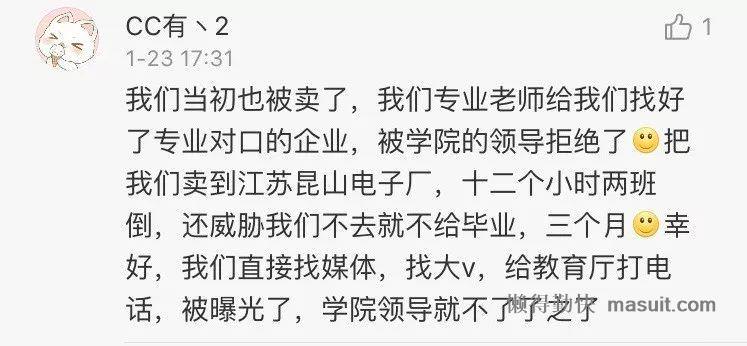 CC有丶2
1
1-23 17:31
我们当初也被卖了，我们专业老师给我们找好
了专业对口的企业，被学院的领导拒绝了🙂把
我们卖到江苏昆山电子厂，十二个小时两班
倒，还威胁我们不去就不给毕业，三个月🙂幸
好，我们直接找媒体，找大v，给教育厅打电
话，被曝光了，学院领导就不了了之了
懒得勤快 masuit.com